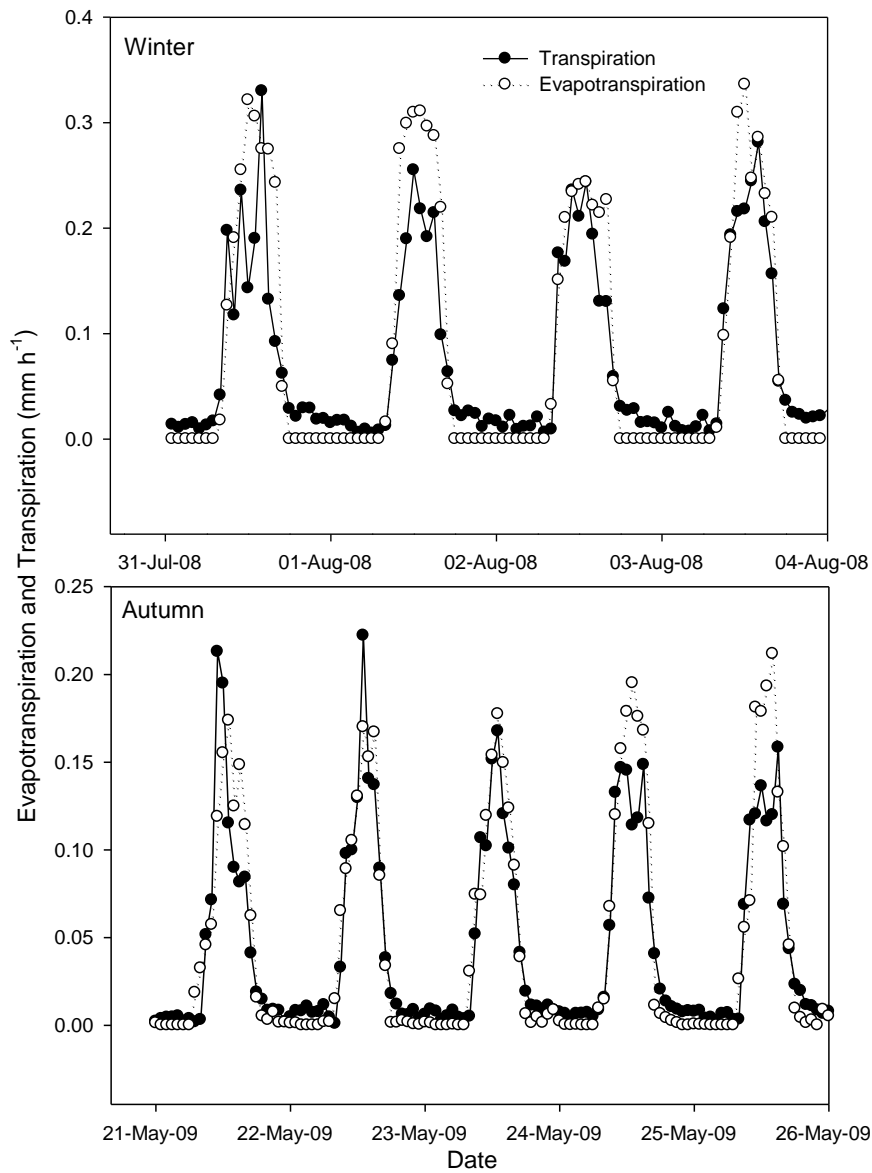 0.4
Winter
Transpiration
Evapotranspiration
0.3
0.2
0.1
0.0
31-Jul-08 01-Aug-08 02-Aug-08 03-Aug-08 04-Aug-08
Evapotranspiration and Transpiration (mm h⁻¹)
0.25
Autumn
0.20
0.15
0.10
0.05
0.00
21-May-09 22-May-09 23-May-09 24-May-09 25-May-09 26-May-09
Date